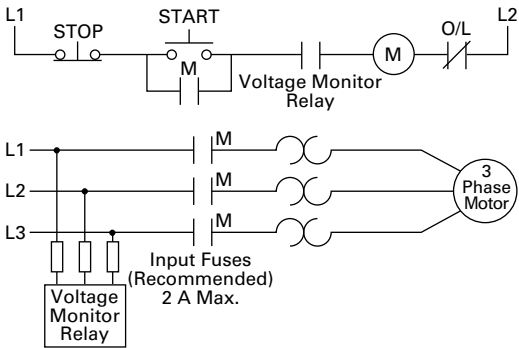 L1
L2
STOP
START
M
M
O/L
Voltage Monitor
Relay
L1
M
L2
M
L3
M
3
Phase
Motor
Input Fuses
(Recommended)
2 A Max.
Voltage
Monitor
Relay